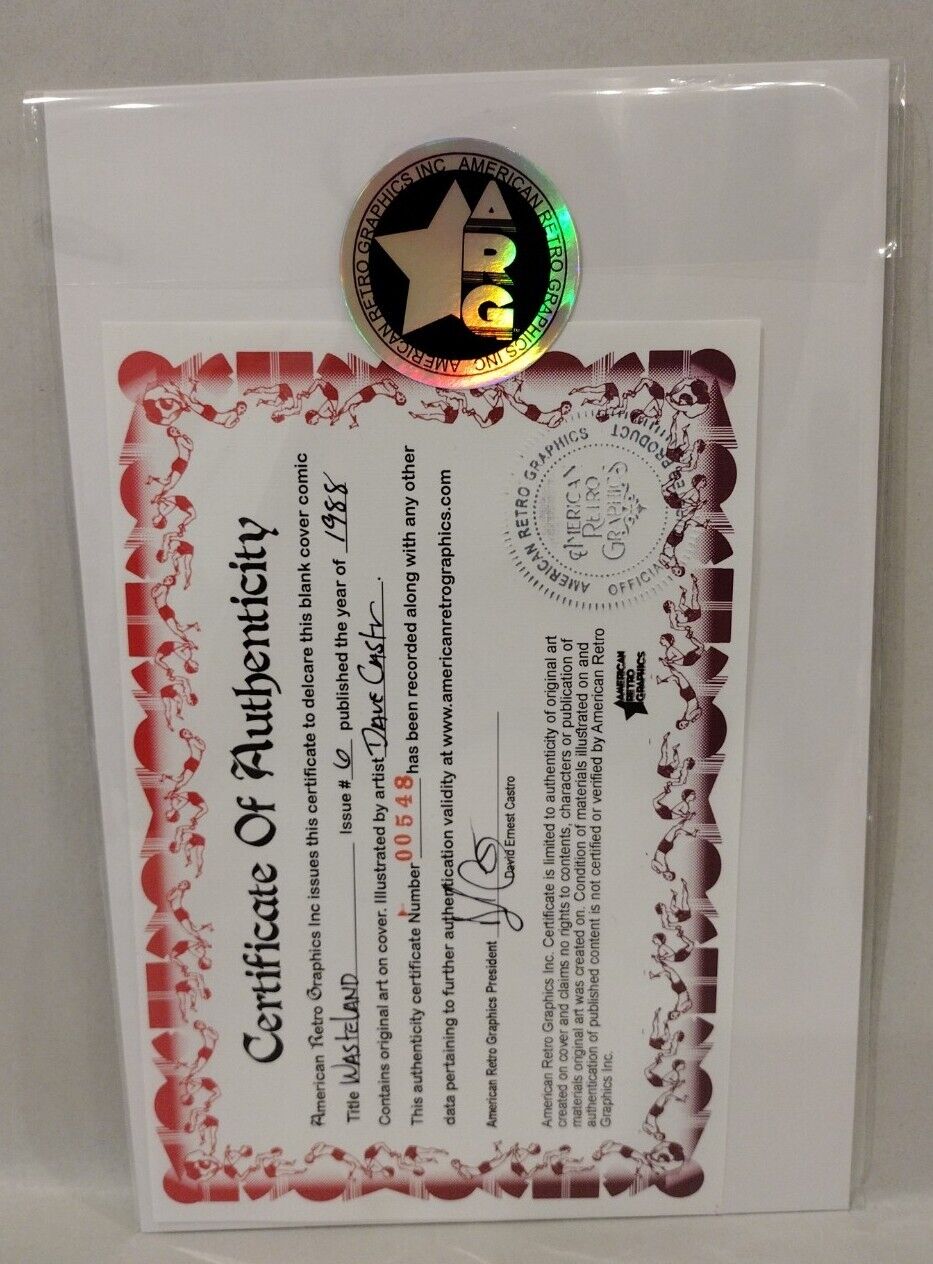 AMERICAN RETRO GRAPHICS INC AMERICAN RETRO GRAPHICS INC
ARG
Certificate Of Authenticity
American Retro Graphics Inc issues this certificate to delcare this blank cover comic
Title WASTELAND Issue # 6 published the year of 1988
Contains original art on cover. Illustrated by artist DAVE CASTR.
This authenticity certificate Number 00548 has been recorded along with any other
data pertaining to further authentication validity at www.americanretrographics.com
American Retro Graphics President
David Ernest Castro
American Retro Graphics Inc. Certificate is limited to authenticity of original art
created on cover and claims no rights to contents, characters or publication of
materials original art was created on. Condition of materials illustrated on and
authentication of published content is not certified or verified by American Retro
Graphics Inc.
AMERICAN
RETRO
GRAPHICS
AMERICAN RETRO GRAPHICS
AMERICAN
RETRO
GRAPHICS
OFFICIAL PRODUCT